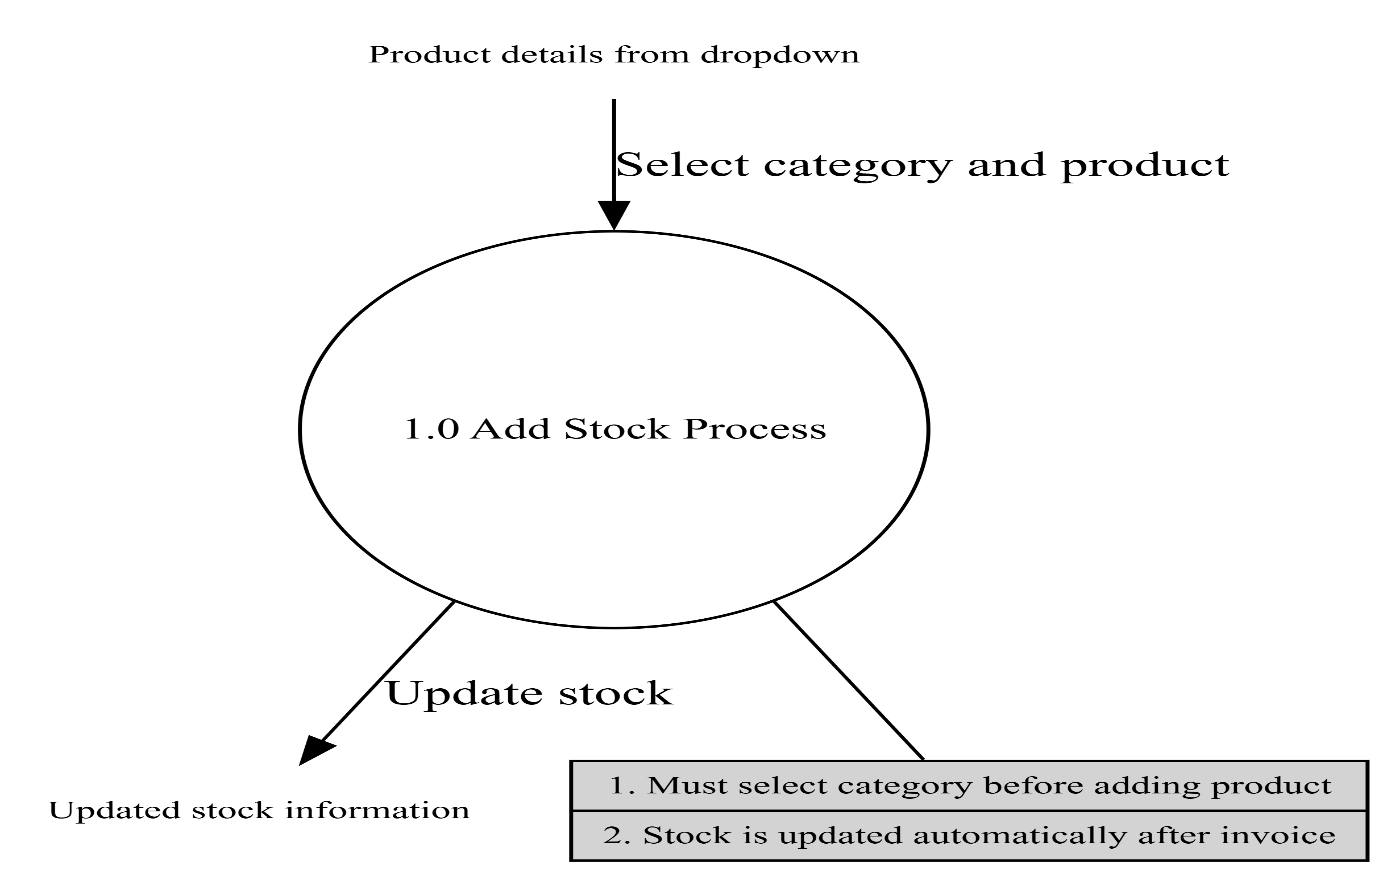 Product details from dropdown
Select category and product
1.0 Add Stock Process
Update stock
Updated stock information
1. Must select category before adding product
2. Stock is updated automatically after invoice